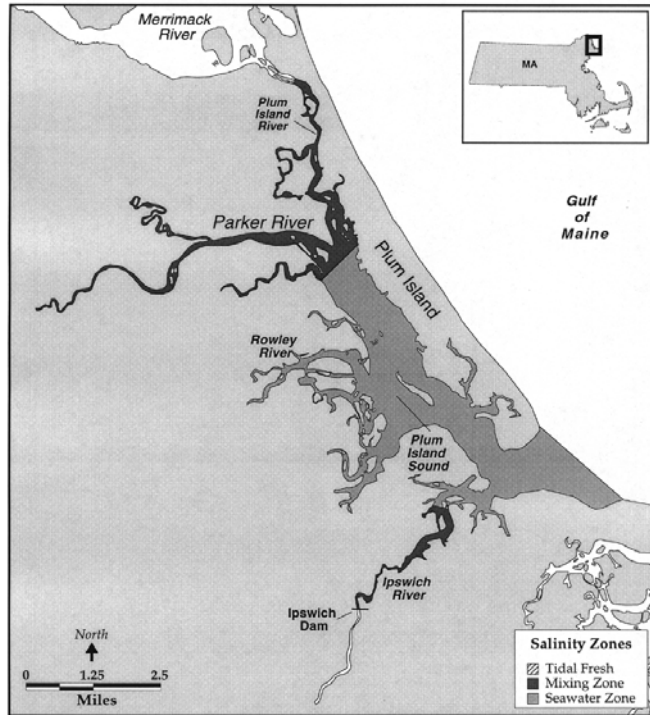 Merrimack
River
MA
Plum
Island
River
Gulf
of
Maine
Parker River
Plum Island
Rowley
River
Plum
Island
Sound
Ipswich
River
Ipswich
Dam
North
0 1.25 2.5
Miles
Salinity Zones
Tidal Fresh
Mixing Zone
Seawater Zone